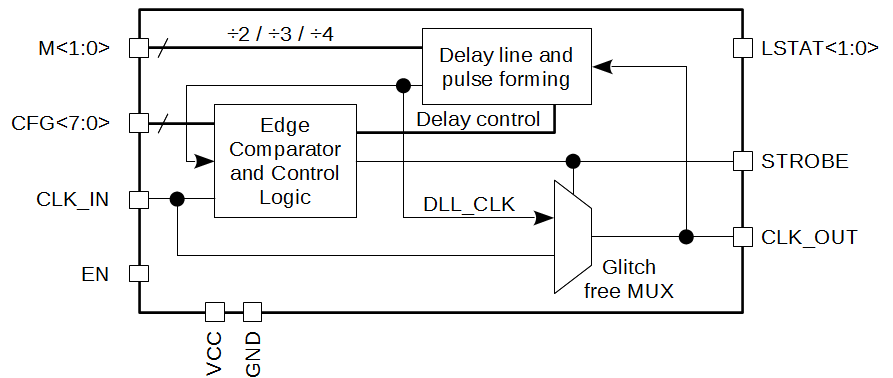 M<1:0>
÷2 / ÷3 / ÷4
Delay line and
pulse forming
LSTAT<1:0>
CFG<7:0>
Edge
Comparator
and Control
Logic
Delay control
STROBE
CLK_IN
DLL_CLK
CLK_OUT
EN
Glitch
free MUX
VCC
GND